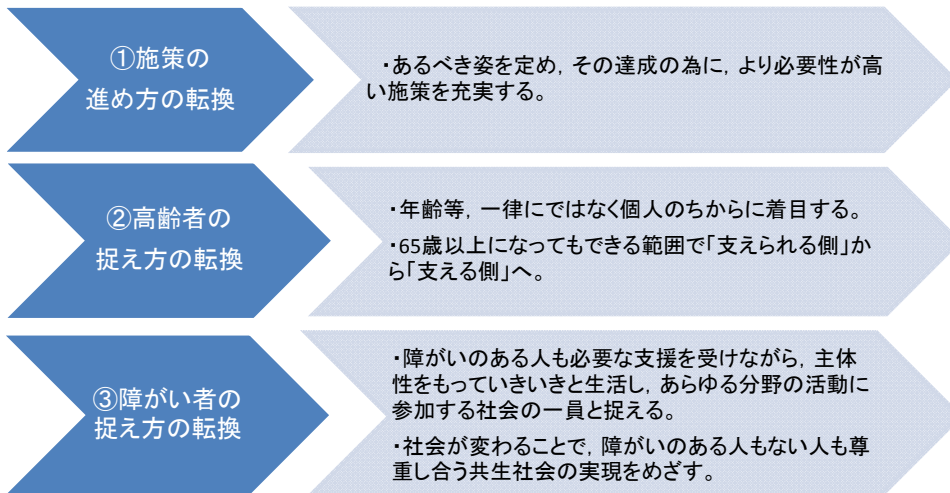 ①施策の
進め方の転換
・あるべき姿を定め，その達成の為に，より必要性が高
い施策を充実する。
②高齢者の
捉え方の転換
・年齢等，一律にではなく個人のちからに着目する。
・65歳以上になってもできる範囲で「支えられる側」か
ら「支える側」へ。
③障がい者の
捉え方の転換
・障がいのある人も必要な支援を受けながら，主体
性をもっていきいきと生活し，あらゆる分野の活動に
参加する社会の一員と捉える。
・社会が変わることで，障がいのある人もない人も尊
重し合う共生社会の実現をめざす。